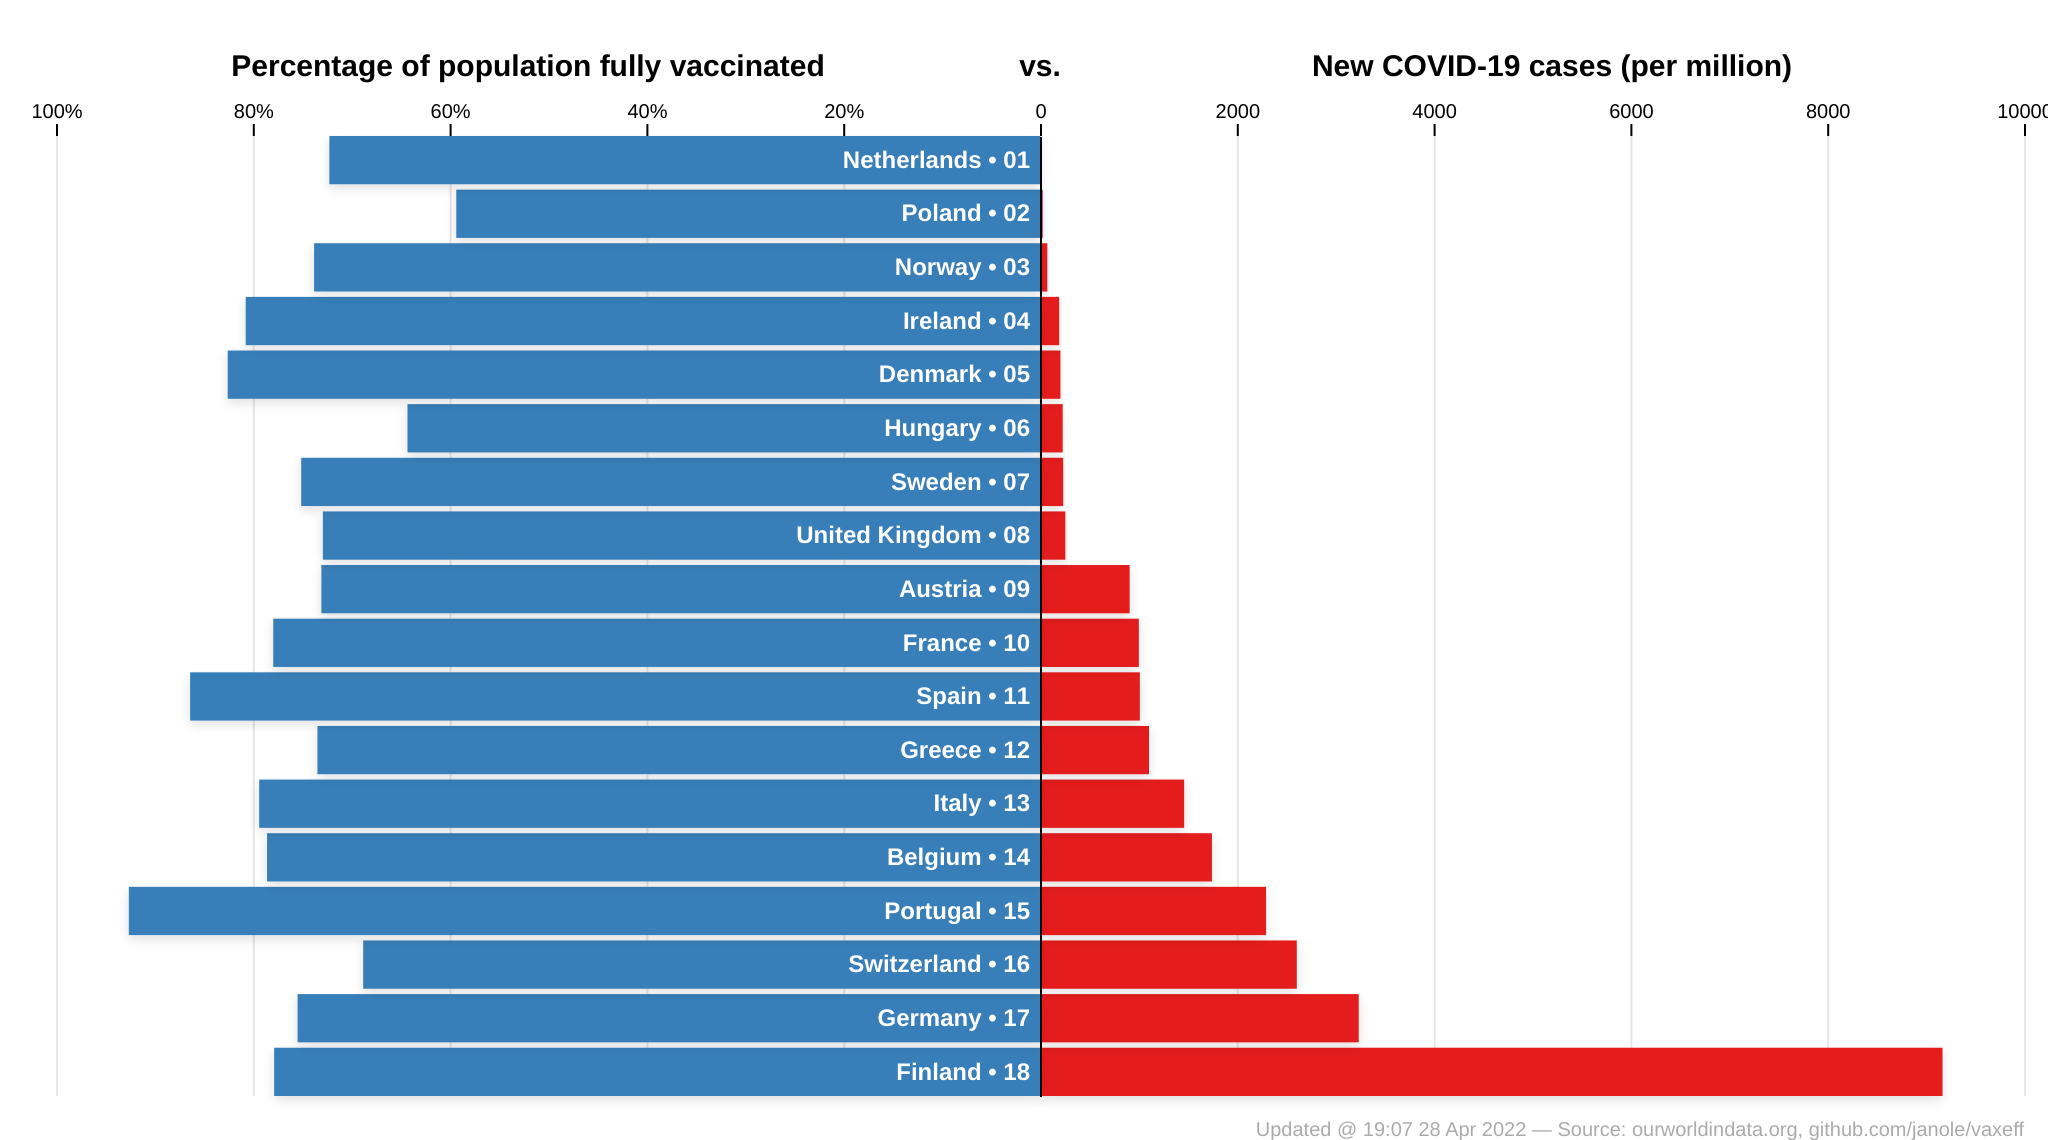 Percentage of population fully vaccinated vs. New COVID-19 cases (per million)
100% 80% 60% 40% 20% 0 2000 4000 6000 8000 10000
Netherlands • 01
Poland • 02
Norway • 03
Ireland • 04
Denmark • 05
Hungary • 06
Sweden • 07
United Kingdom • 08
Austria • 09
France • 10
Spain • 11
Greece • 12
Italy • 13
Belgium • 14
Portugal • 15
Switzerland • 16
Germany • 17
Finland • 18
Updated @ 19:07 28 Apr 2022 — Source: ourworldindata.org, github.com/janole/vaxeff